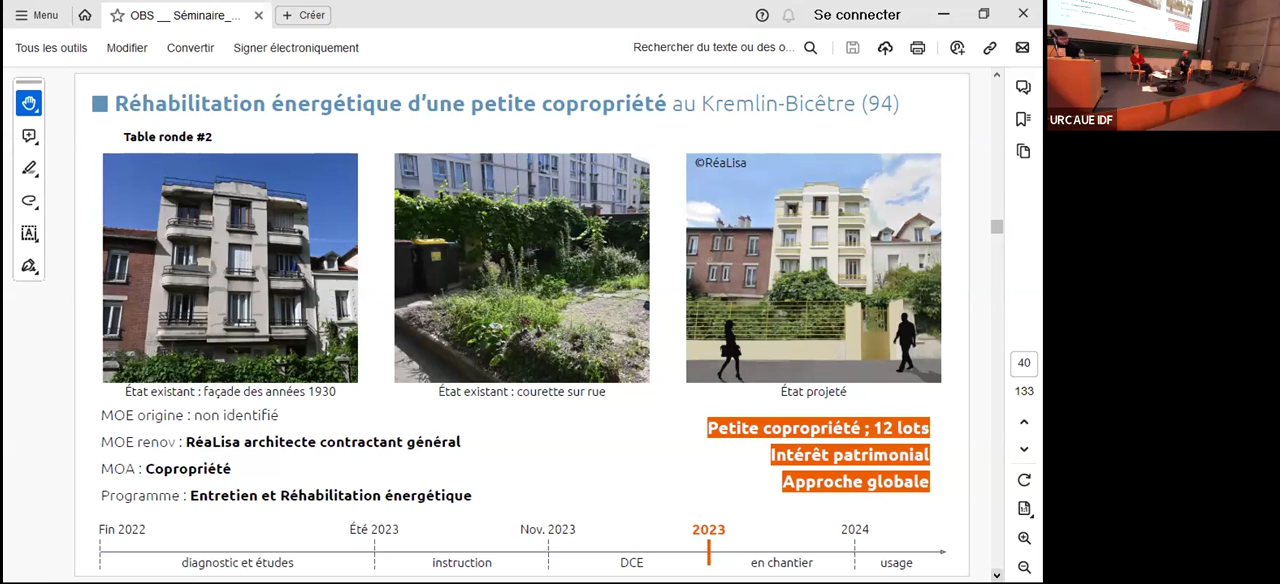 Menu
OBS __ Séminaire_...
Créer
Se connecter
Tous les outils
Modifier
Convertir
Signer électroniquement
Rechercher du texte ou des o...
Réhabilitation énergétique d'une petite copropriété au Kremlin-Bicêtre (94)
Table ronde #2
©RéaLisa
État existant : façade des années 1930
État existant : courette sur rue
État projeté
MOE origine : non identifié
MOE renov : RéaLisa architecte contractant général
MOA : Copropriété
Programme : Entretien et Réhabilitation énergétique
Petite copropriété ; 12 lots
Intérêt patrimonial
Approche globale
Fin 2022
Été 2023
Nov. 2023
2023
2024
diagnostic et études
instruction
DCE
en chantier
usage
40
133
URCAUE IDF